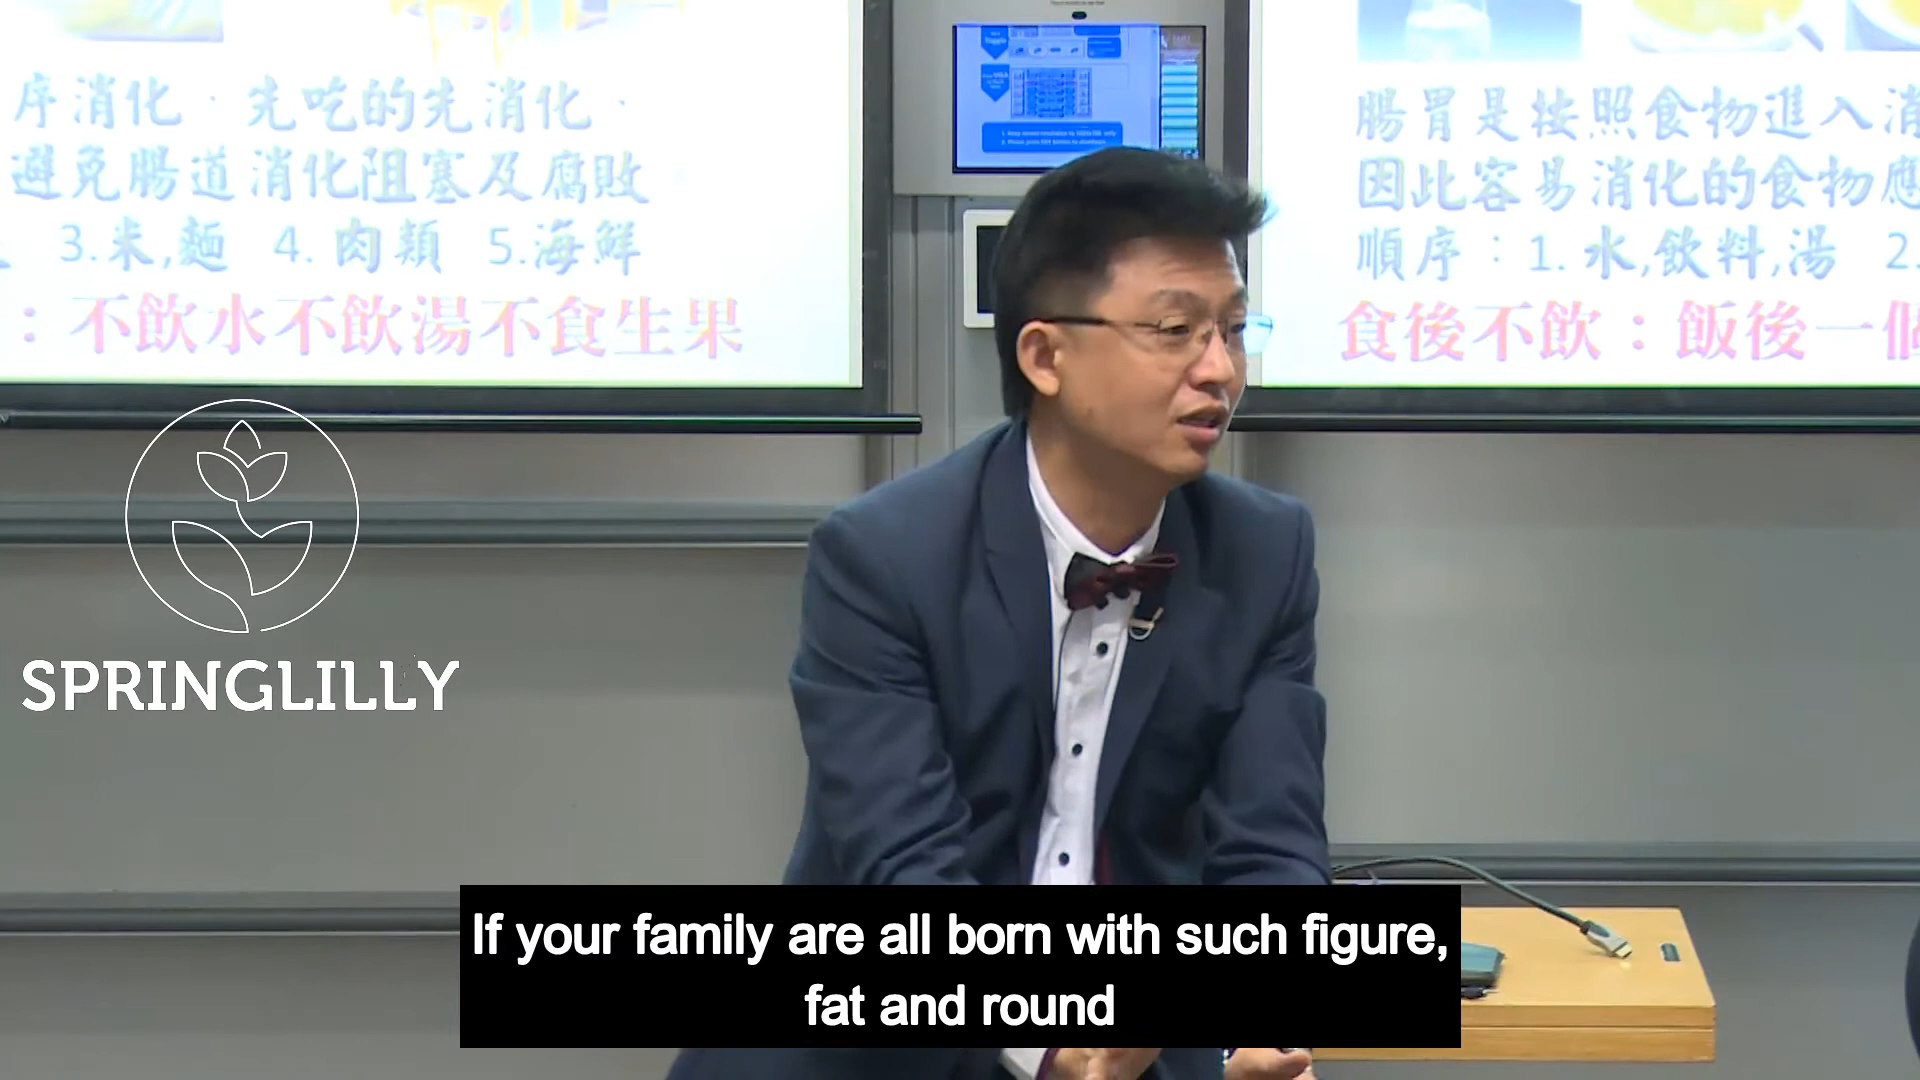 序消化，先吃的先消化，
避免腸道消化阻塞及腐敗
3.米,麵 4. 肉類 5.海鮮
：不飲水不飲湯不食生果
腸胃是按照食物進入消
因此容易消化的食物應
順序：1. 水,飲料,湯 2.
食後不飲：飯後一個
SPRINGLILLY
If your family are all born with such figure,
fat and round